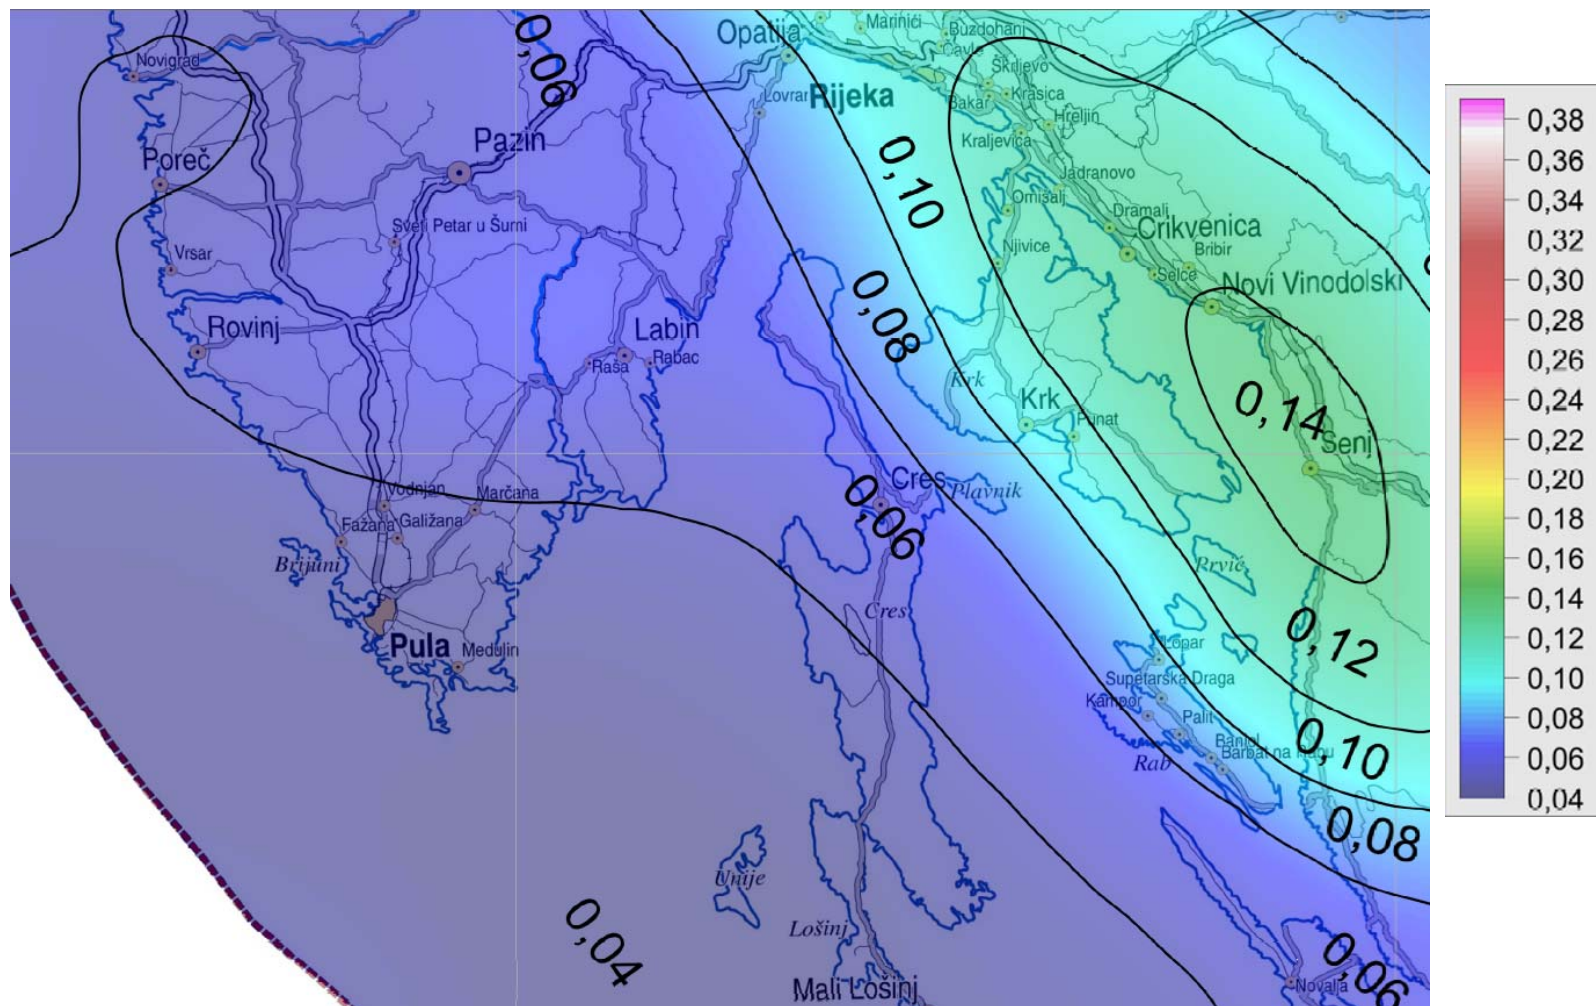 Opatija
Marinići
Buzdohanj
Čavle
Novigrad
0,06
Škrljevo
Krasica
Bakar
Lovran
Rijeka
Hreljin
Kraljevica
Pazin
Poreč
0,10
Jadranovo
Omišalj
Dramalj
Crikvenica
Sveti Petar u Šumi
Bribir
Njivice
Selce
Vrsar
Novi Vinodolski
0,08
Rovinj
Labin
Raša
Rabac
Krk
Krk
Punat
0,14
Senj
Cres
Plavnik
0,06
Vodnjan
Marčana
Fažana
Galižana
Brijuni
Prvić
Cres
0,12
Pula
Medulin
Lopar
Supetarska Draga
Kampor
Palit
Banjol
Barbat na Rabu
Rab
0,10
0,08
Unije
0,04
Lošinj
Mali Lošinj
0,06
Novalja
0,38
0,36
0,34
0,32
0,30
0,28
0,26
0,24
0,22
0,20
0,18
0,16
0,14
0,12
0,10
0,08
0,06
0,04